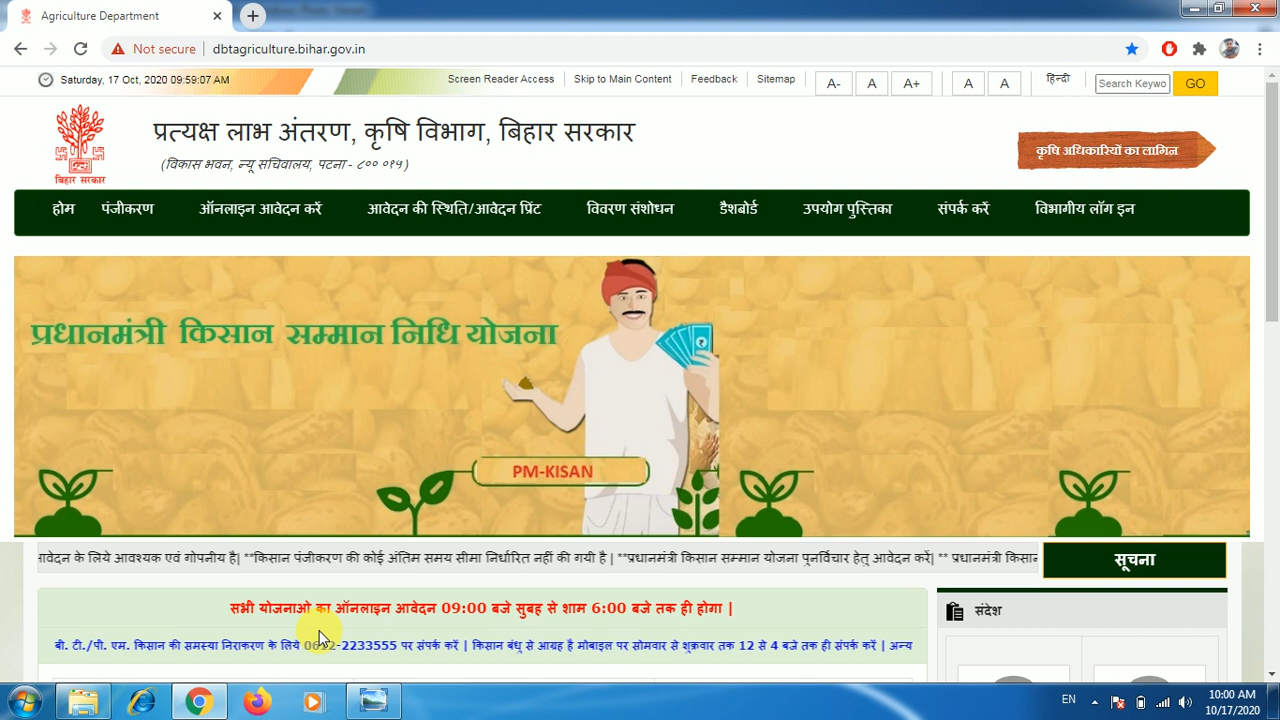 Agriculture Department
Not secure
dbtagriculture.bihar.gov.in
Saturday, 17 Oct, 2020 09:59:07 AM
Screen Reader Access
Skip to Main Content
Feedback
Sitemap
A-
A
A+
A
A
हिन्दी
Search Keywo
GO
बिहार सरकार
प्रत्यक्ष लाभ अंतरण, कृषि विभाग, बिहार सरकार
(विकास भवन, न्यू सचिवालय, पटना - ८०० ०१५)
कृषि अधिकारियों का लागिन
होम
पंजीकरण
ऑनलाइन आवेदन करें
आवेदन की स्थिति/आवेदन प्रिंट
विवरण संशोधन
डैशबोर्ड
उपयोग पुस्तिका
संपर्क करें
विभागीय लॉग इन
प्रधानमंत्री किसान सम्मान निधि योजना
PM-KISAN
आवेदन के लिये आवश्यक एवं गोपनीय है| **किसान पंजीकरण की कोई अंतिम समय सीमा निर्धारित नहीं की गयी है | **प्रधानमंत्री किसान सम्मान योजना पुनर्विचार हेतु आवेदन करें| ** प्रधानमंत्री किसान
सूचना
सभी योजनाओ का ऑनलाइन आवेदन 09:00 बजे सुबह से शाम 6:00 बजे तक ही होगा |
बी. टी./पी. एम. किसान की समस्या निराकरण के लिये 0612-2233555 पर संपर्क करें | किसान बंधु से आग्रह है मोबाइल पर सोमवार से शुक्रवार तक 12 से 4 बजे तक ही संपर्क करें | अन्य
संदेश
EN
10:00 AM
10/17/2020